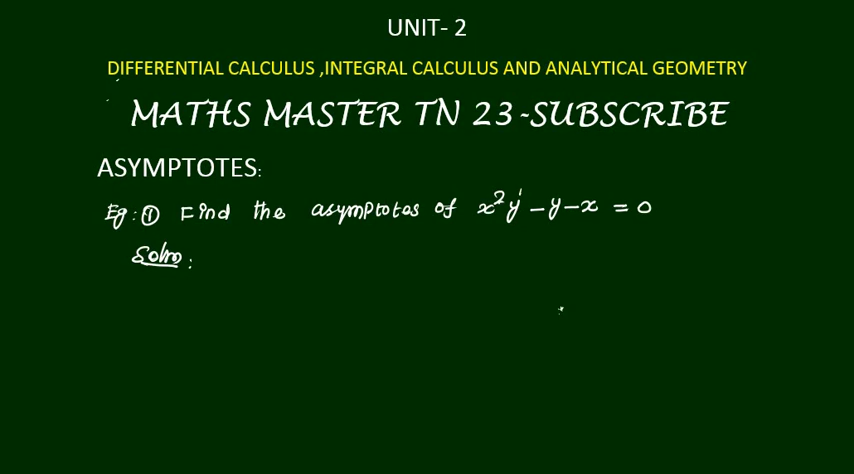 UNIT- 2
DIFFERENTIAL CALCULUS ,INTEGRAL CALCULUS AND ANALYTICAL GEOMETRY
MATHS MASTER TN 23-SUBSCRIBE
ASYMPTOTES:
Eg: ① Find the asymptotes of x²y - y - x = 0
Soln: